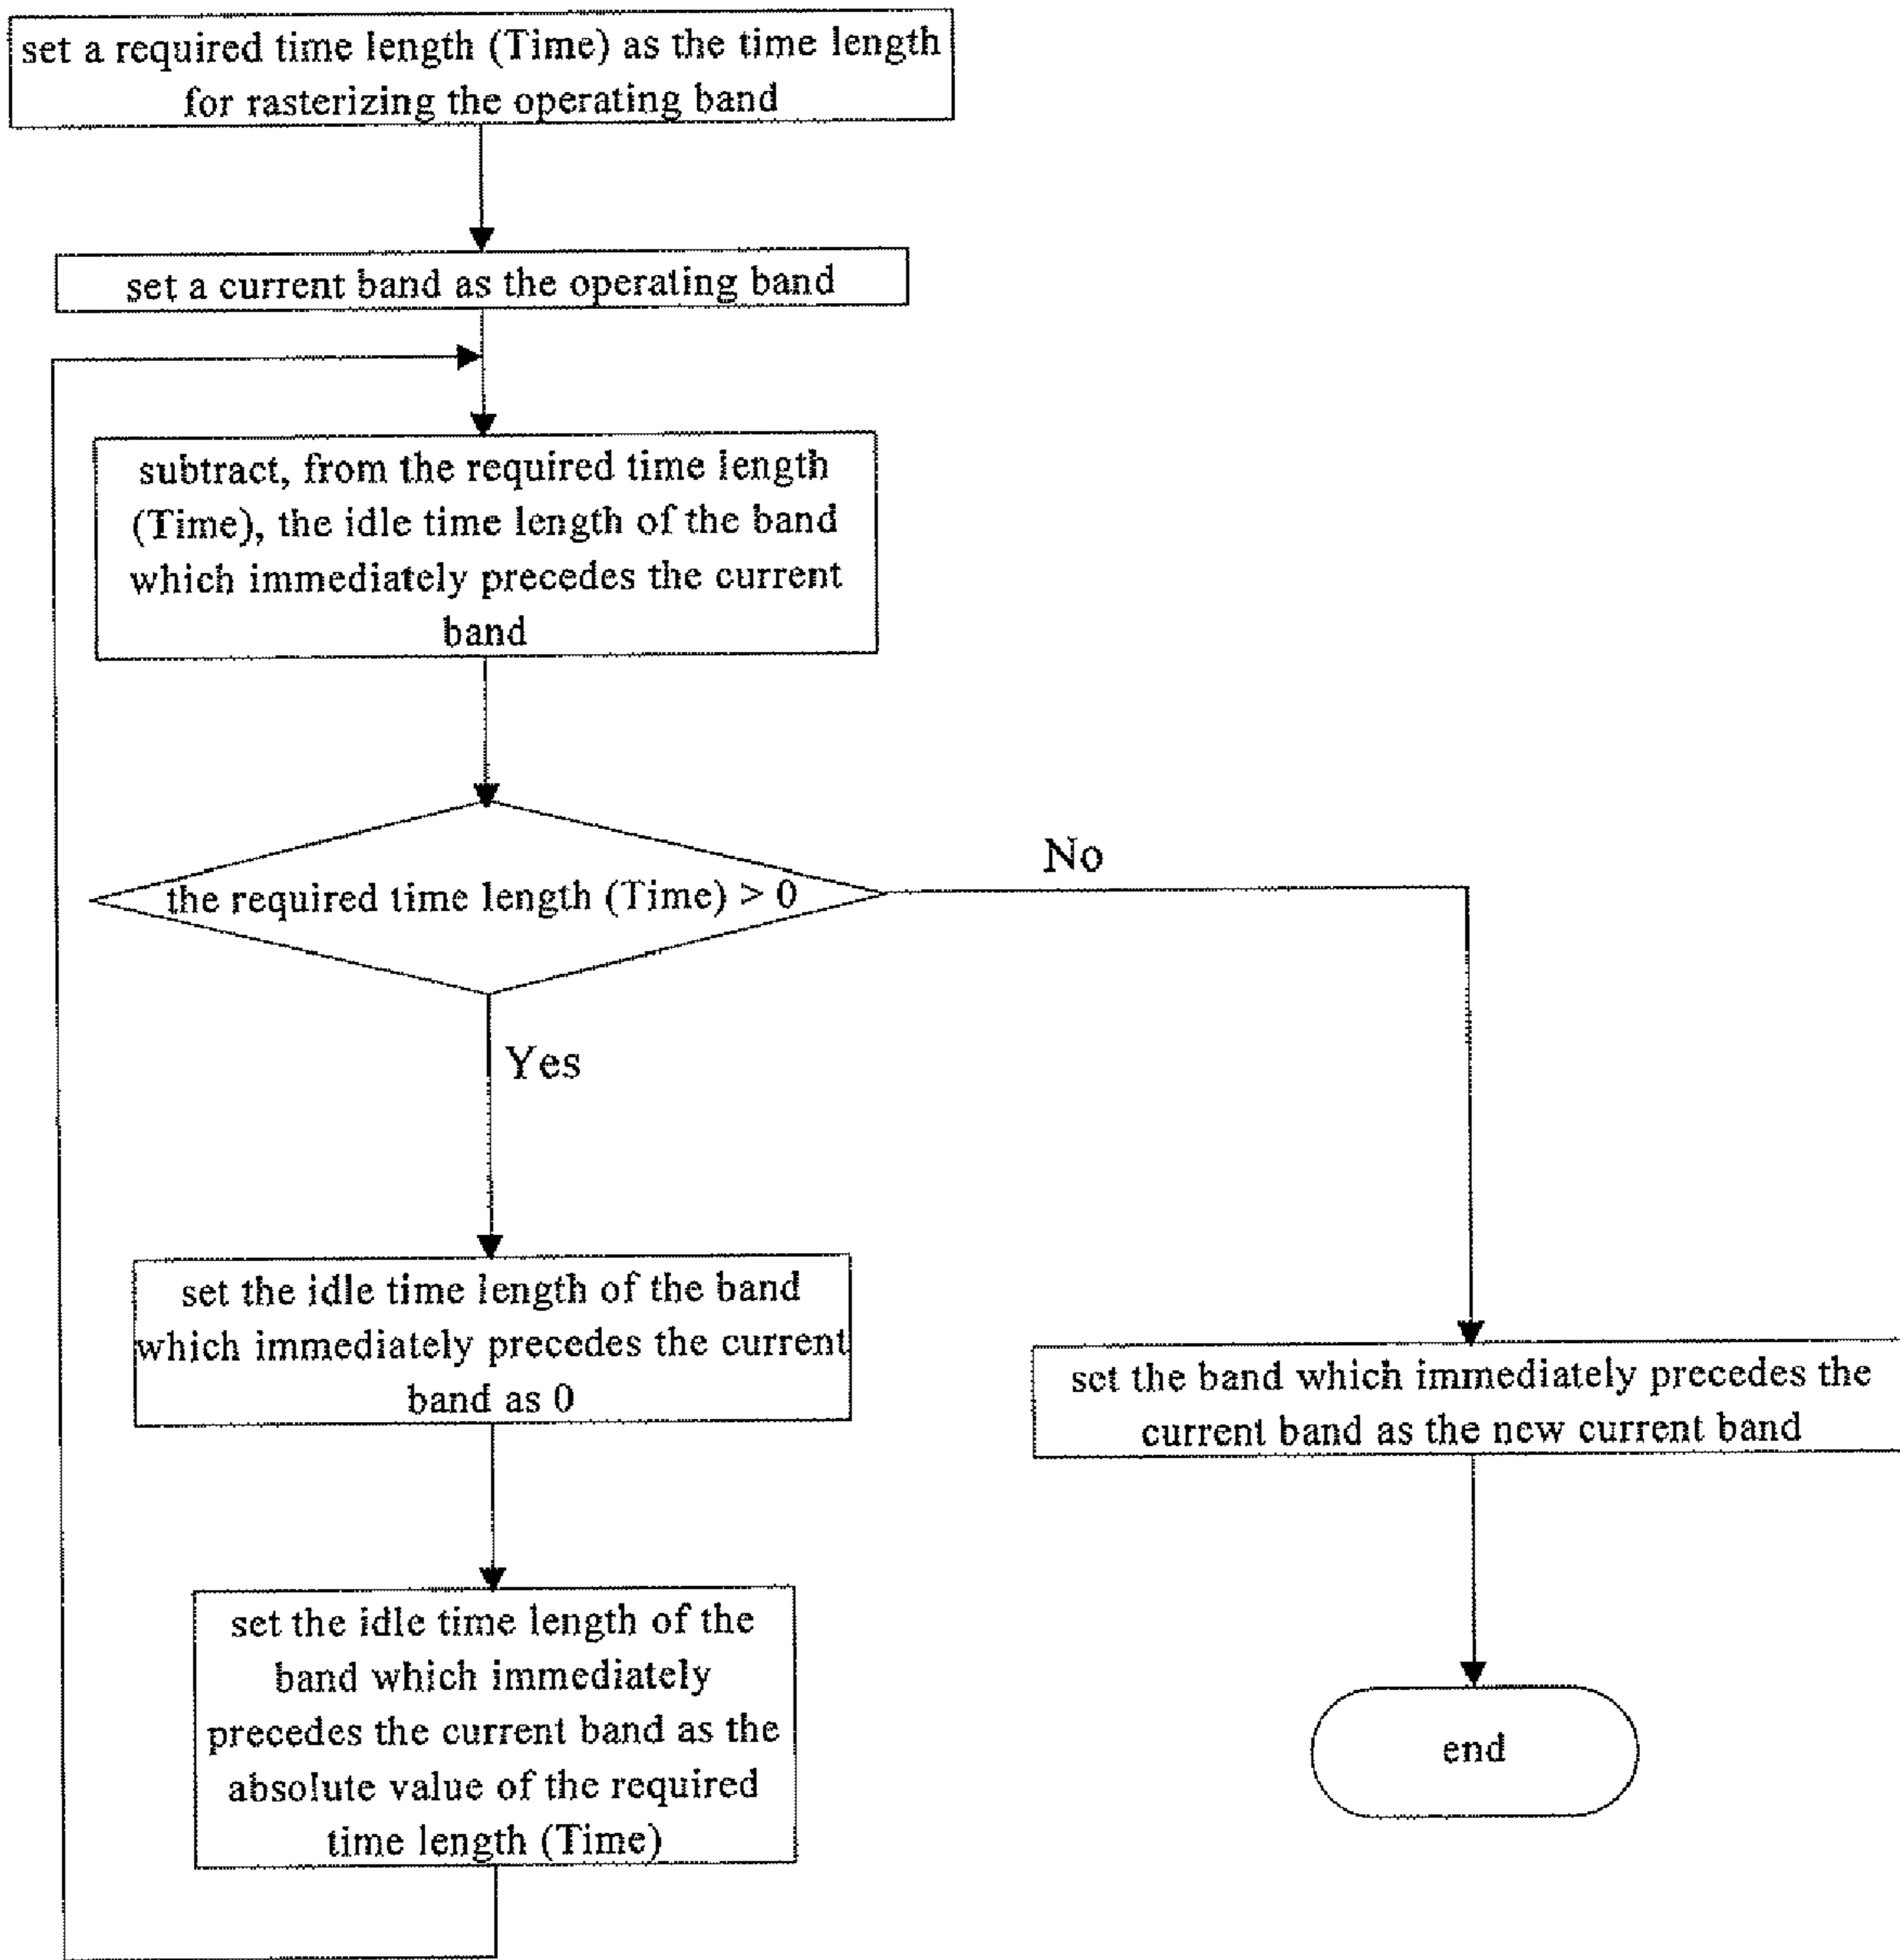 set a required time length (Time) as the time length
for rasterizing the operating band
set a current band as the operating band
subtract, from the required time length
(Time), the idle time length of the band
which immediately precedes the current
band
the required time length (Time) > 0
No
Yes
set the idle time length of the band
which immediately precedes the current
band as 0
set the band which immediately precedes the
current band as the new current band
set the idle time length of the
band which immediately
precedes the current band as the
absolute value of the required
time length (Time)
end